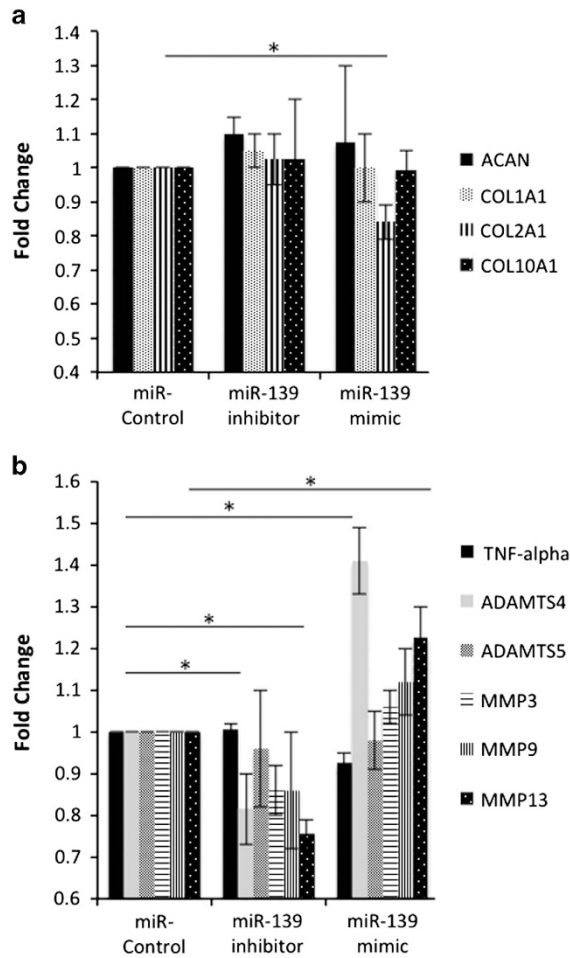 a
*
1.4
1.3
1.2
1.1
1
0.9
0.8
0.7
0.6
0.5
0.4
Fold Change
miR-
Control
miR-139
inhibitor
miR-139
mimic
ACAN
COL1A1
COL2A1
COL10A1
b
*
*
*
*
1.6
1.5
1.4
1.3
1.2
1.1
1
0.9
0.8
0.7
0.6
Fold Change
miR-
Control
miR-139
inhibitor
miR-139
mimic
TNF-alpha
ADAMTS4
ADAMTS5
MMP3
MMP9
MMP13